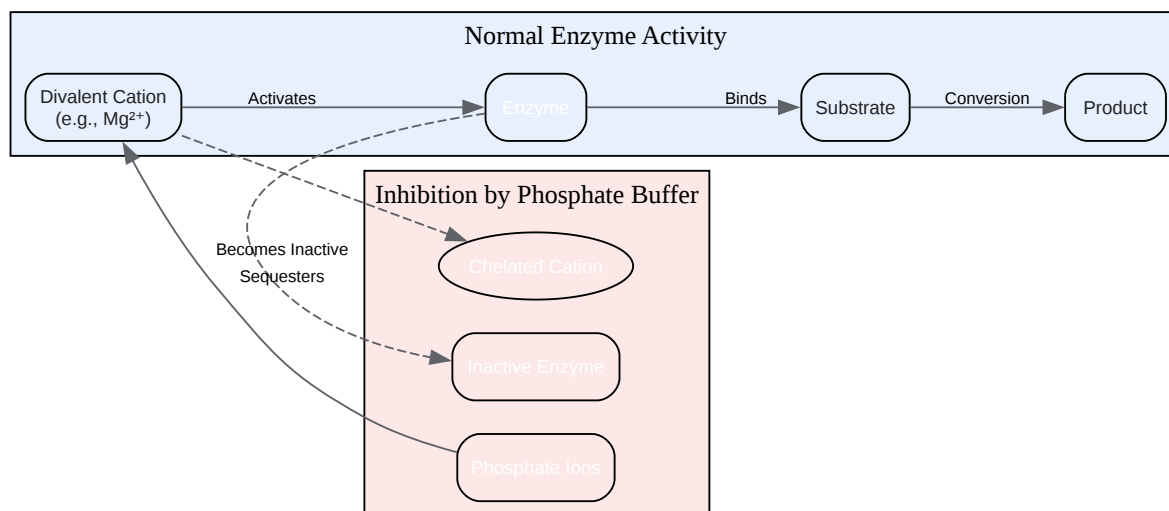 Normal Enzyme Activity
Divalent Cation
(e.g., Mg²⁺)
Activates
Enzyme
Binds
Substrate
Conversion
Product
Inhibition by Phosphate Buffer
Becomes Inactive
Sequesters
Chelated Cation
Inactive Enzyme
Phosphate Ions